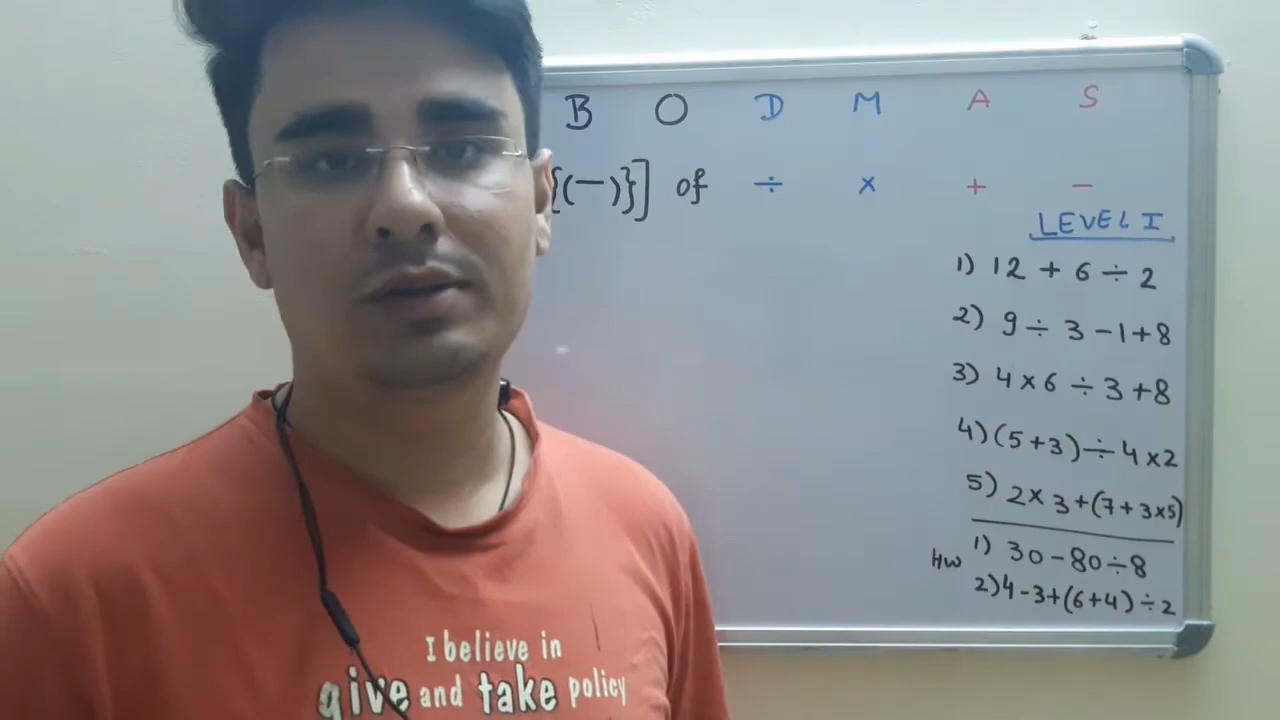 B O D M A S
{(—)}] of ÷ × + −
LEVEL I
1) 12 + 6 ÷ 2
2) 9 ÷ 3 − 1 + 8
3) 4 × 6 ÷ 3 + 8
4) (5 + 3) ÷ 4 × 2
5) 2 × 3 + (7 + 3 × 5)
HW 1) 30 − 80 ÷ 8
2) 4 − 3 + (6 + 4) ÷ 2
I believe in
give and take policy